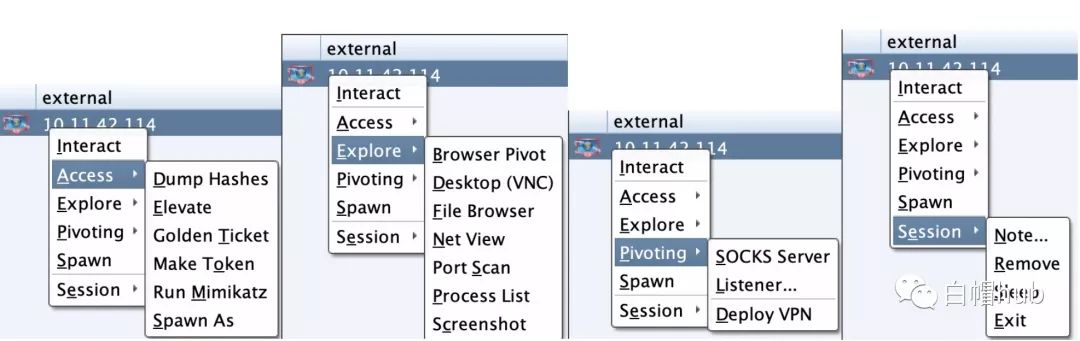 external
10.11.42.114
Interact
Access
Explore
Pivoting
Spawn
Session
Dump Hashes
Elevate
Golden Ticket
Make Token
Run Mimikatz
Spawn As
external
10.11.42.114
Interact
Access
Explore
Pivoting
Spawn
Session
Browser Pivot
Desktop (VNC)
File Browser
Net View
Port Scan
Process List
Screenshot
external
10.11.42.114
Interact
Access
Explore
Pivoting
Spawn
Session
SOCKS Server
Listener...
Deploy VPN
external
10.11.42.114
Interact
Access
Explore
Pivoting
Spawn
Session
Note...
Remove
Sleep
Exit
白帽hub